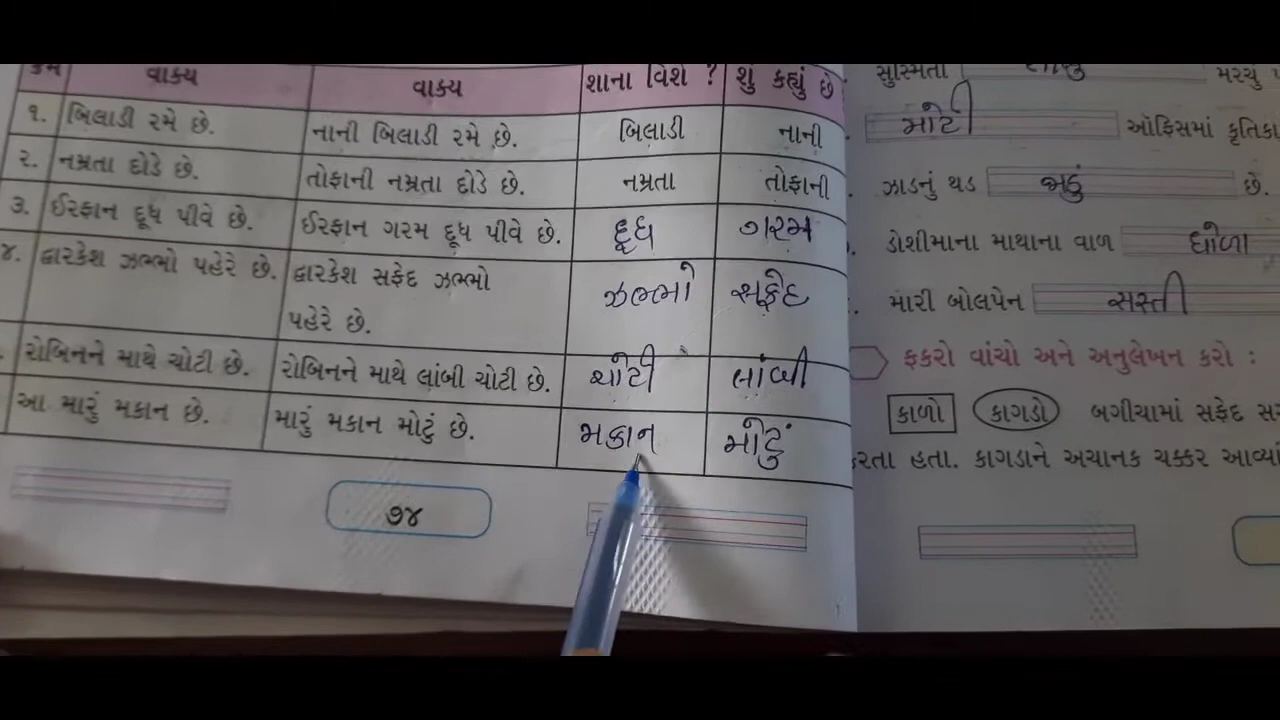 ક્રમ વાક્ય વાક્ય શાના વિશે ? શું કહ્યું છે
૧. બિલાડી રમે છે. નાની બિલાડી રમે છે. બિલાડી નાની
૨. નમ્રતા દોડે છે. તોફાની નમ્રતા દોડે છે. નમ્રતા તોફાની
૩. ઈરફાન દૂધ પીવે છે. ઈરફાન ગરમ દૂધ પીવે છે. દૂધ ગરમ
૪. દ્વારકેશ ઝભ્ભો પહેરે છે. દ્વારકેશ સફેદ ઝભ્ભો ઝભ્ભો સફેદ
પહેરે છે.
રોબિનને માથે ચોટી છે. રોબિનને માથે લાંબી ચોટી છે. ચોટી લાંબી
આ મારું મકાન છે. મારું મકાન મોટું છે. મકાન મોટું
૭૪
સુસ્મિતા મરચું
મોટી ઑફિસમાં કૃતિકા
ઝાડનું થડ જાડું છે.
ડોશીમાના માથાના વાળ ધોળા
મારી બોલપેન સસ્તી
ફકરો વાંચો અને અનુલેખન કરો :
કાળો કાગડો બગીચામાં સફેદ
કરતા હતા. કાગડાને અચાનક ચક્કર આવ્યાં